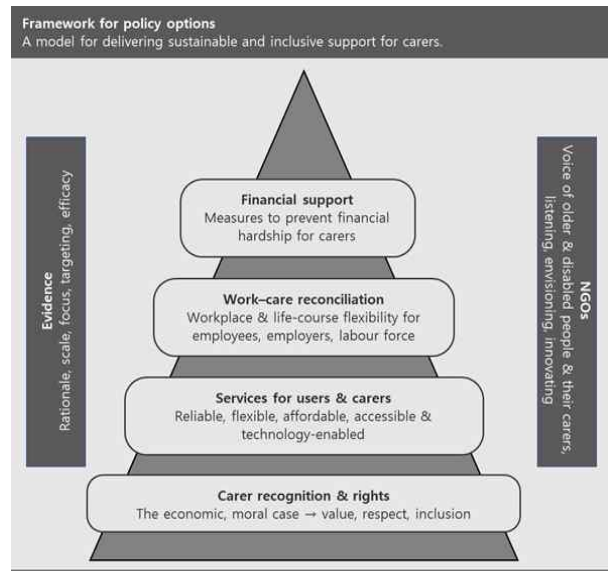 Framework for policy options
A model for delivering sustainable and inclusive support for carers.
Evidence
Rationale, scale, focus, targeting, efficacy
Financial support
Measures to prevent financial
hardship for carers
Work–care reconciliation
Workplace & life-course flexibility for
employees, employers, labour force
Services for users & carers
Reliable, flexible, affordable, accessible &
technology-enabled
Carer recognition & rights
The economic, moral case → value, respect, inclusion
NGOs
Voice of older & disabled people & their carers,
listening, envisioning, innovating